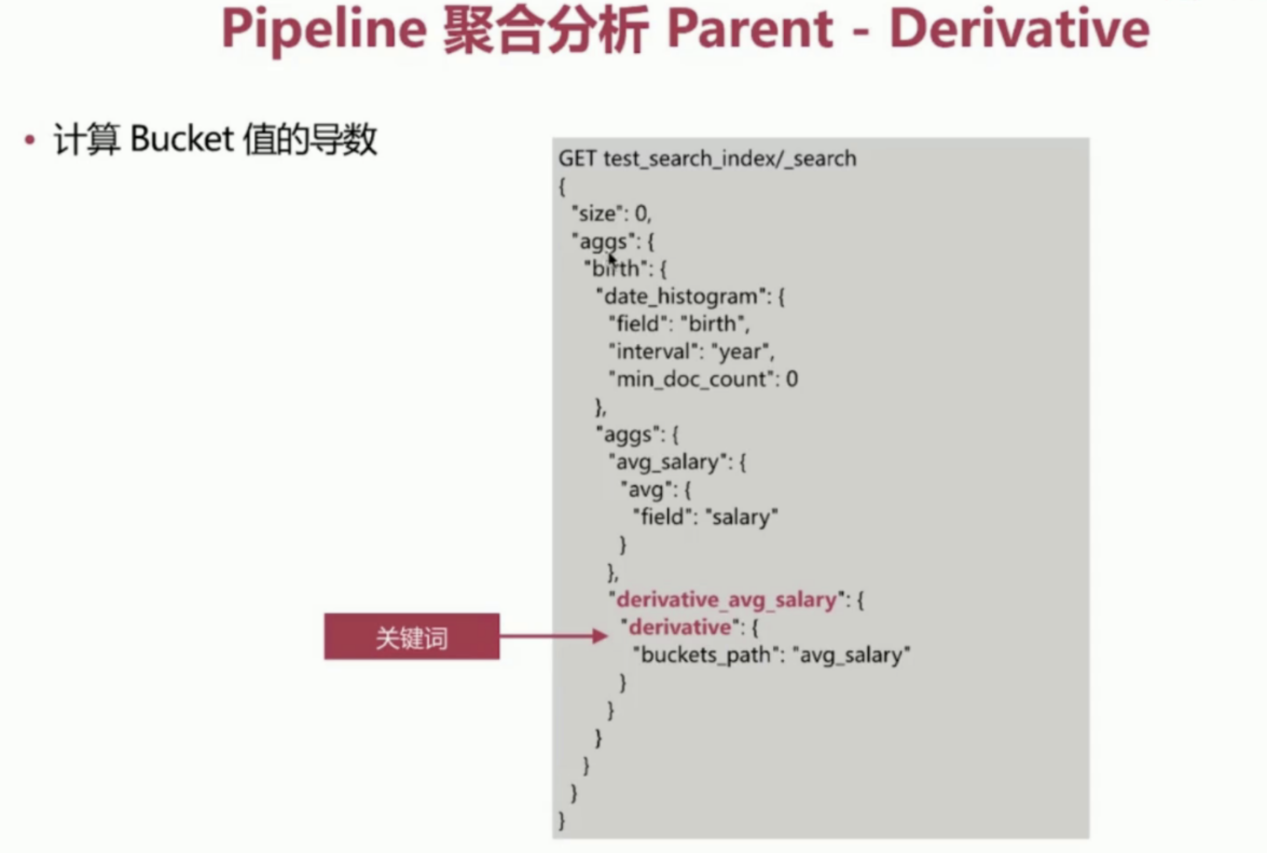 Pipeline 聚合分析 Parent - Derivative
• 计算 Bucket 值的导数
GET test_search_index/_search
{
"size": 0,
"aggs": {
"birth": {
"date_histogram": {
"field": "birth",
"interval": "year",
"min_doc_count": 0
},
"aggs": {
"avg_salary": {
"avg": {
"field": "salary"
}
},
"derivative_avg_salary": {
关键词
"derivative": {
"buckets_path": "avg_salary"
}
}
}
}
}
}